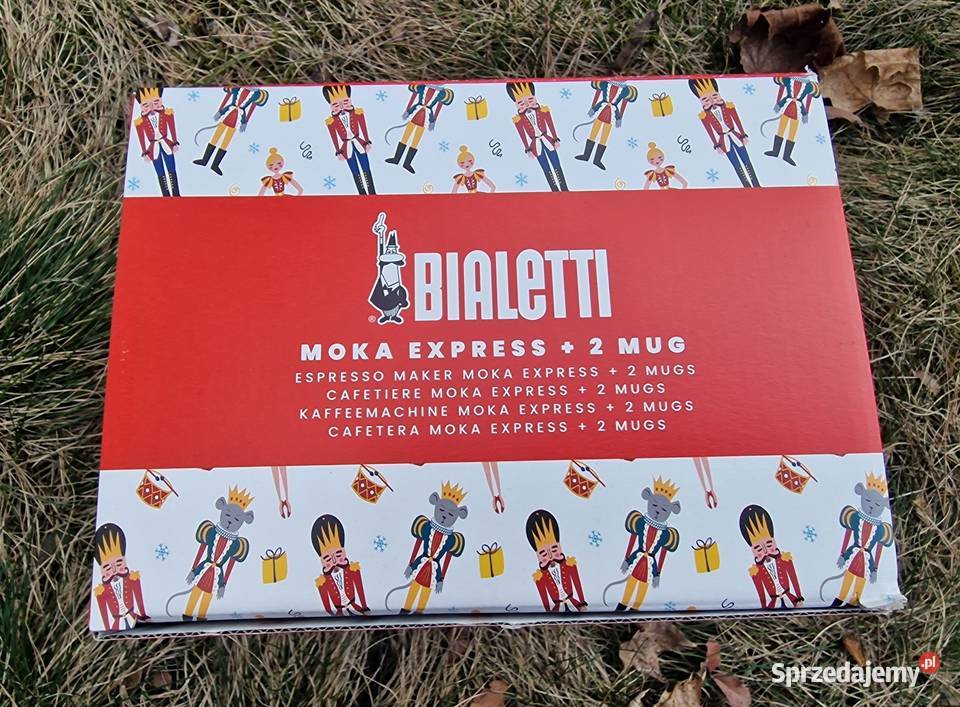 BIALETTI
®
MOKA EXPRESS + 2 MUG
ESPRESSO MAKER MOKA EXPRESS + 2 MUGS
CAFETIERE MOKA EXPRESS + 2 MUGS
KAFFEEMACHINE MOKA EXPRESS + 2 MUGS
CAFETERA MOKA EXPRESS + 2 MUGS
Sprzedajemy.pl